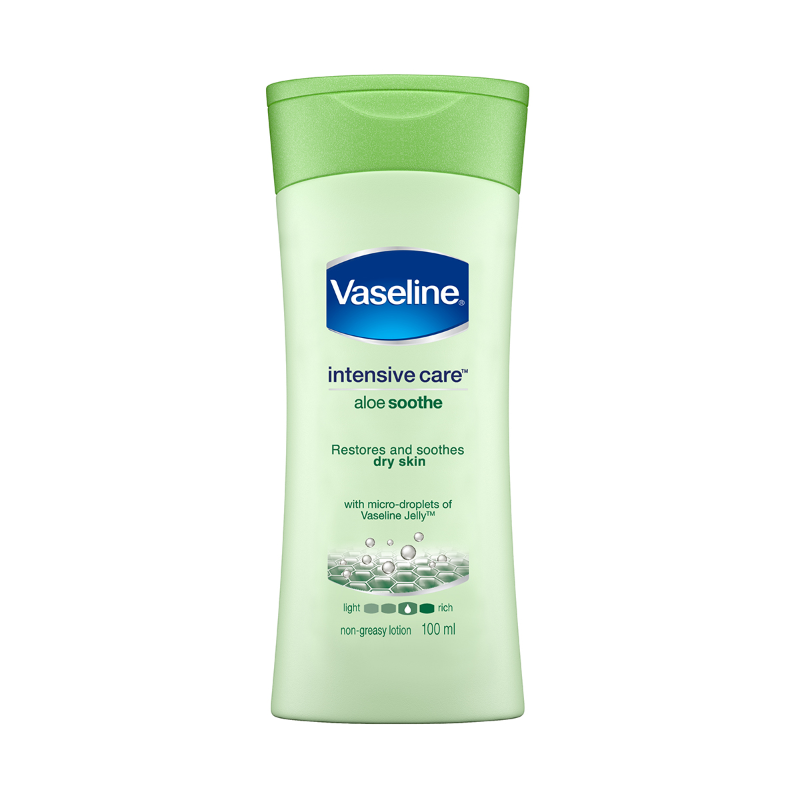 Vaseline®
intensive care™
aloe soothe
Restores and soothes
dry skin
with micro-droplets of
Vaseline Jelly™
light rich
non-greasy lotion 100 ml